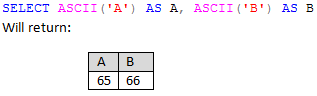 SELECT ASCII('A') AS A, ASCII('B') AS B
Will return:
A B
65 66